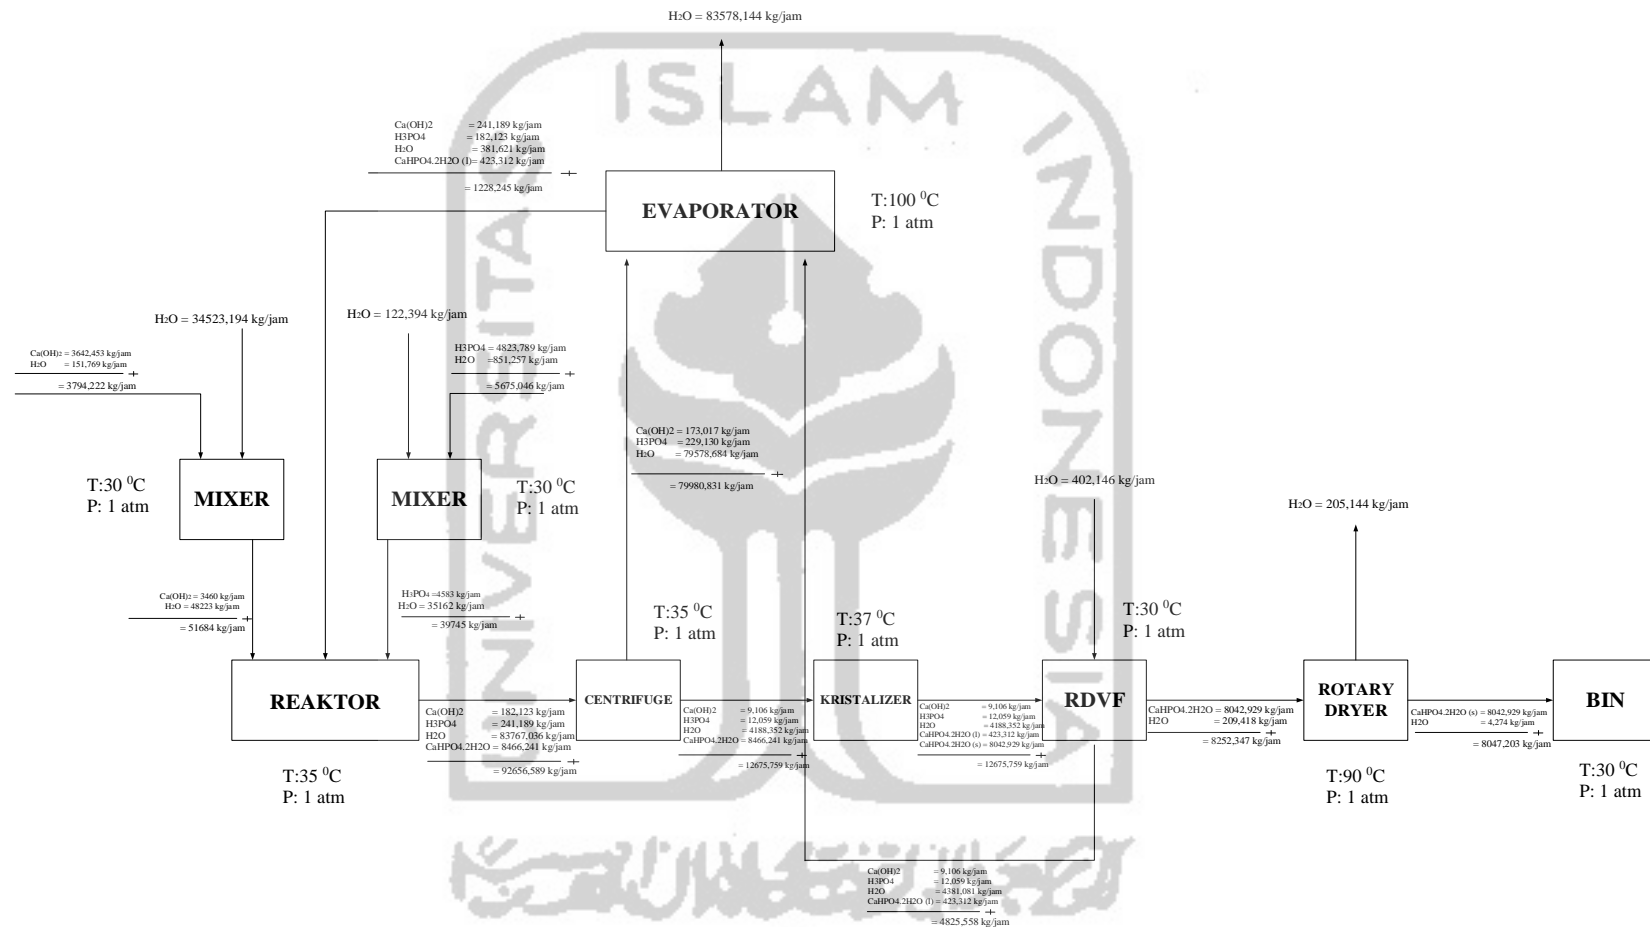 H2O = 83578,144 kg/jam
Ca(OH)2 = 241,189 kg/jam
H3PO4 = 182,123 kg/jam
H2O = 381,621 kg/jam
CaHPO4.2H2O (l)= 423,312 kg/jam
+
= 1228,245 kg/jam
EVAPORATOR
T:100 ⁰C
P: 1 atm
H2O = 34523,194 kg/jam
H2O = 122,394 kg/jam
Ca(OH)2 = 3642,453 kg/jam
H2O = 151,769 kg/jam
+
= 3794,222 kg/jam
H3PO4 = 4823,789 kg/jam
H2O =851,257 kg/jam
+
= 5675,046 kg/jam
Ca(OH)2 = 173,017 kg/jam
H3PO4 = 229,130 kg/jam
H2O = 79578,684 kg/jam
+
= 79980,831 kg/jam
T:30 ⁰C
P: 1 atm
MIXER
MIXER
T:30 ⁰C
P: 1 atm
H2O = 402,146 kg/jam
H2O = 205,144 kg/jam
Ca(OH)2 = 3460 kg/jam
H2O = 48223 kg/jam
+
= 51684 kg/jam
H3PO4 =4583 kg/jam
H2O = 35162 kg/jam
+
= 39745 kg/jam
T:35 ⁰C
P: 1 atm
T:37 ⁰C
P: 1 atm
T:30 ⁰C
P: 1 atm
REAKTOR
CENTRIFUGE
KRISTALIZER
RDVF
ROTARY
DRYER
BIN
Ca(OH)2 = 182,123 kg/jam
H3PO4 = 241,189 kg/jam
H2O = 83767,036 kg/jam
CaHPO4.2H2O = 8466,241 kg/jam
+
= 92656,589 kg/jam
Ca(OH)2 = 9,106 kg/jam
H3PO4 = 12,059 kg/jam
H2O = 4188,352 kg/jam
CaHPO4.2H2O = 8466,241 kg/jam
+
= 12675,759 kg/jam
Ca(OH)2 = 9,106 kg/jam
H3PO4 = 12,059 kg/jam
H2O = 4188,352 kg/jam
CaHPO4.2H2O (l) = 423,312 kg/jam
CaHPO4.2H2O (s) = 8042,929 kg/jam
+
= 12675,759 kg/jam
CaHPO4.2H2O = 8042,929 kg/jam
H2O = 209,418 kg/jam
+
= 8252,347 kg/jam
CaHPO4.2H2O (s) = 8042,929 kg/jam
H2O = 4,274 kg/jam
+
= 8047,203 kg/jam
T:35 ⁰C
P: 1 atm
T:90 ⁰C
P: 1 atm
T:30 ⁰C
P: 1 atm
Ca(OH)2 = 9,106 kg/jam
H3PO4 = 12,059 kg/jam
H2O = 4381,081 kg/jam
CaHPO4.2H2O (l) = 423,312 kg/jam
+
= 4825,558 kg/jam
UNIVERSITAS
ISLAM
INDONESIA